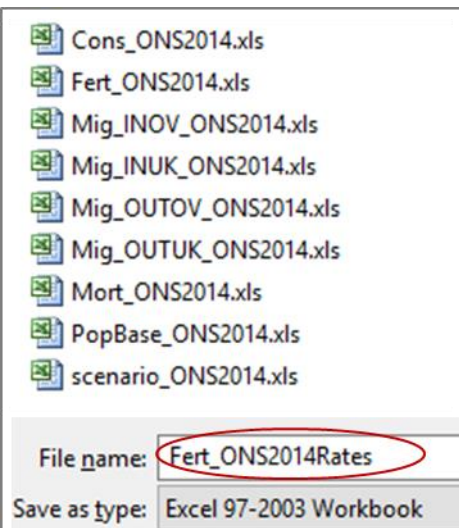 Cons_ONS2014.xls
Fert_ONS2014.xls
Mig_INOV_ONS2014.xls
Mig_INUK_ONS2014.xls
Mig_OUTOV_ONS2014.xls
Mig_OUTUK_ONS2014.xls
Mort_ONS2014.xls
PopBase_ONS2014.xls
scenario_ONS2014.xls
File name: Fert_ONS2014Rates
Save as type: Excel 97-2003 Workbook